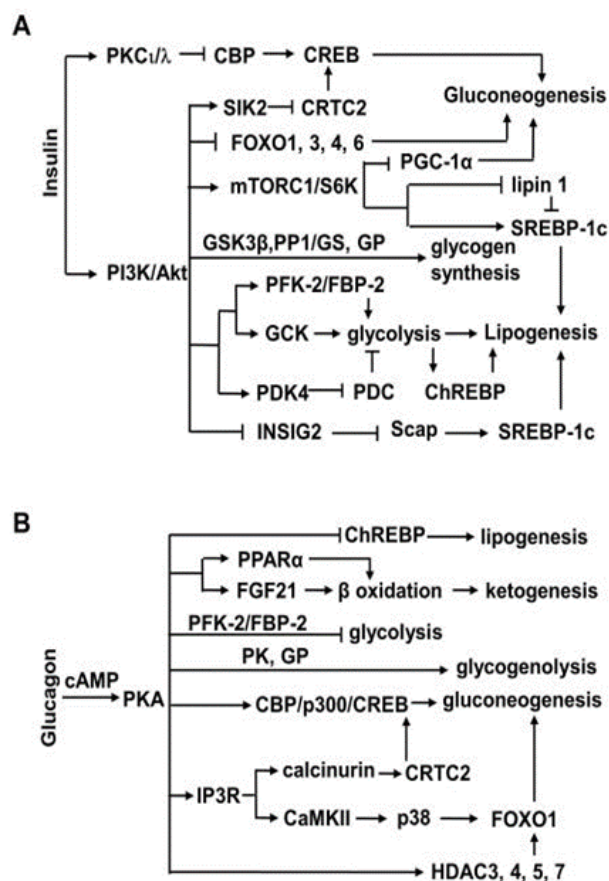 A
PKCι/λ CBP CREB
Gluconeogenesis
SIK2 CRTC2
FOXO1, 3, 4, 6
PGC-1α
mTORC1/S6K lipin 1
SREBP-1c
Insulin
GSK3β,PP1/GS, GP glycogen
synthesis
PI3K/Akt
PFK-2/FBP-2
GCK glycolysis Lipogenesis
PDK4 PDC ChREBP
INSIG2 Scap SREBP-1c
B
ChREBP lipogenesis
PPARα
FGF21 β oxidation ketogenesis
PFK-2/FBP-2
glycolysis
PK, GP
glycogenolysis
Glucagon
cAMP
PKA CBP/p300/CREB gluconeogenesis
calcinurin CRTC2
IP3R
CaMKII p38 FOXO1
HDAC3, 4, 5, 7